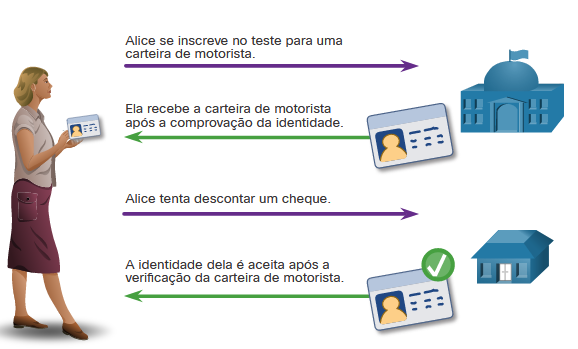 Alice se inscreve no teste para uma
carteira de motorista.
Ela recebe a carteira de motorista
após a comprovação da identidade.
Alice tenta descontar um cheque.
A identidade dela é aceita após a
verificação da carteira de motorista.